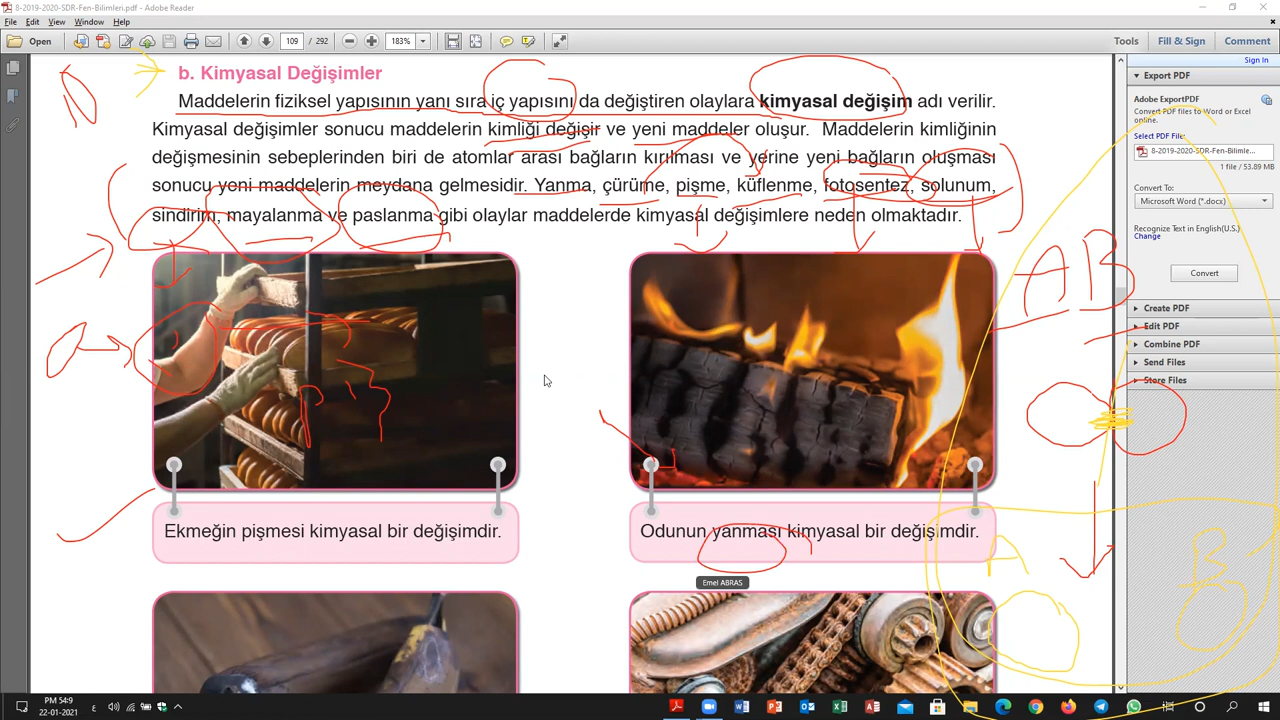 8-2019-2020-SDR-Fen-Bilimleri.pdf - Adobe Reader
File Edit View Window Help
Open 109 / 292 183% Tools Fill & Sign Comment
Sign In
b. Kimyasal Değişimler
Maddelerin fiziksel yapısının yanı sıra iç yapısını da değiştiren olaylara kimyasal değişim adı verilir.
Kimyasal değişimler sonucu maddelerin kimliği değişir ve yeni maddeler oluşur. Maddelerin kimliğinin
değişmesinin sebeplerinden biri de atomlar arası bağların kırılması ve yerine yeni bağların oluşması
sonucu yeni maddelerin meydana gelmesidir. Yanma, çürüme, pişme, küflenme, fotosentez, solunum,
sindirim, mayalanma ve paslanma gibi olaylar maddelerde kimyasal değişimlere neden olmaktadır.
A B
A
B
Ekmeğin pişmesi kimyasal bir değişimdir.
Odunun yanması kimyasal bir değişimdir.
Emel ABRAS
Export PDF
Adobe ExportPDF
Convert PDF files to Word or Excel
online.
Select PDF File:
8-2019-2020-SDR-Fen-Bilimle...
1 file / 53.89 MB
Convert To:
Microsoft Word (*.docx)
Recognize Text in English(U.S.)
Change
Convert
Create PDF
Edit PDF
Combine PDF
Send Files
Store Files
PM 54:9
22-01-2021
ع